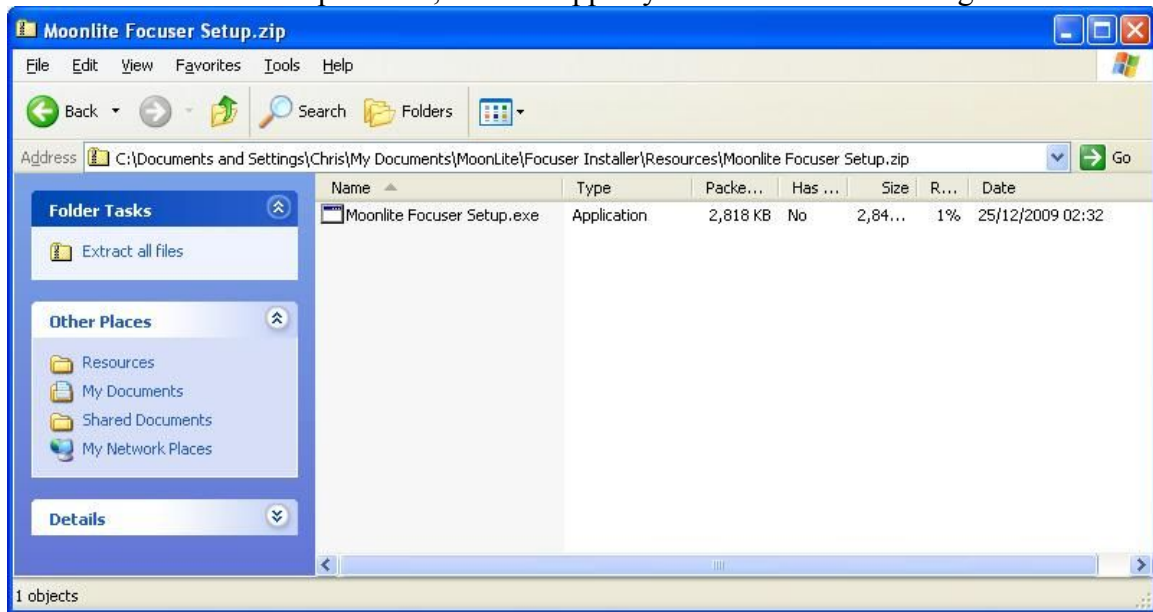 Moonlite Focuser Setup.zip
File Edit View Favorites Tools Help
Back Search Folders
Address C:\Documents and Settings\Chris\My Documents\MoonLite\Focuser Installer\Resources\Moonlite Focuser Setup.zip Go
Name Type Packe... Has ... Size R... Date
Moonlite Focuser Setup.exe Application 2,818 KB No 2,84... 1% 25/12/2009 02:32
Folder Tasks
Extract all files
Other Places
Resources
My Documents
Shared Documents
My Network Places
Details
1 objects